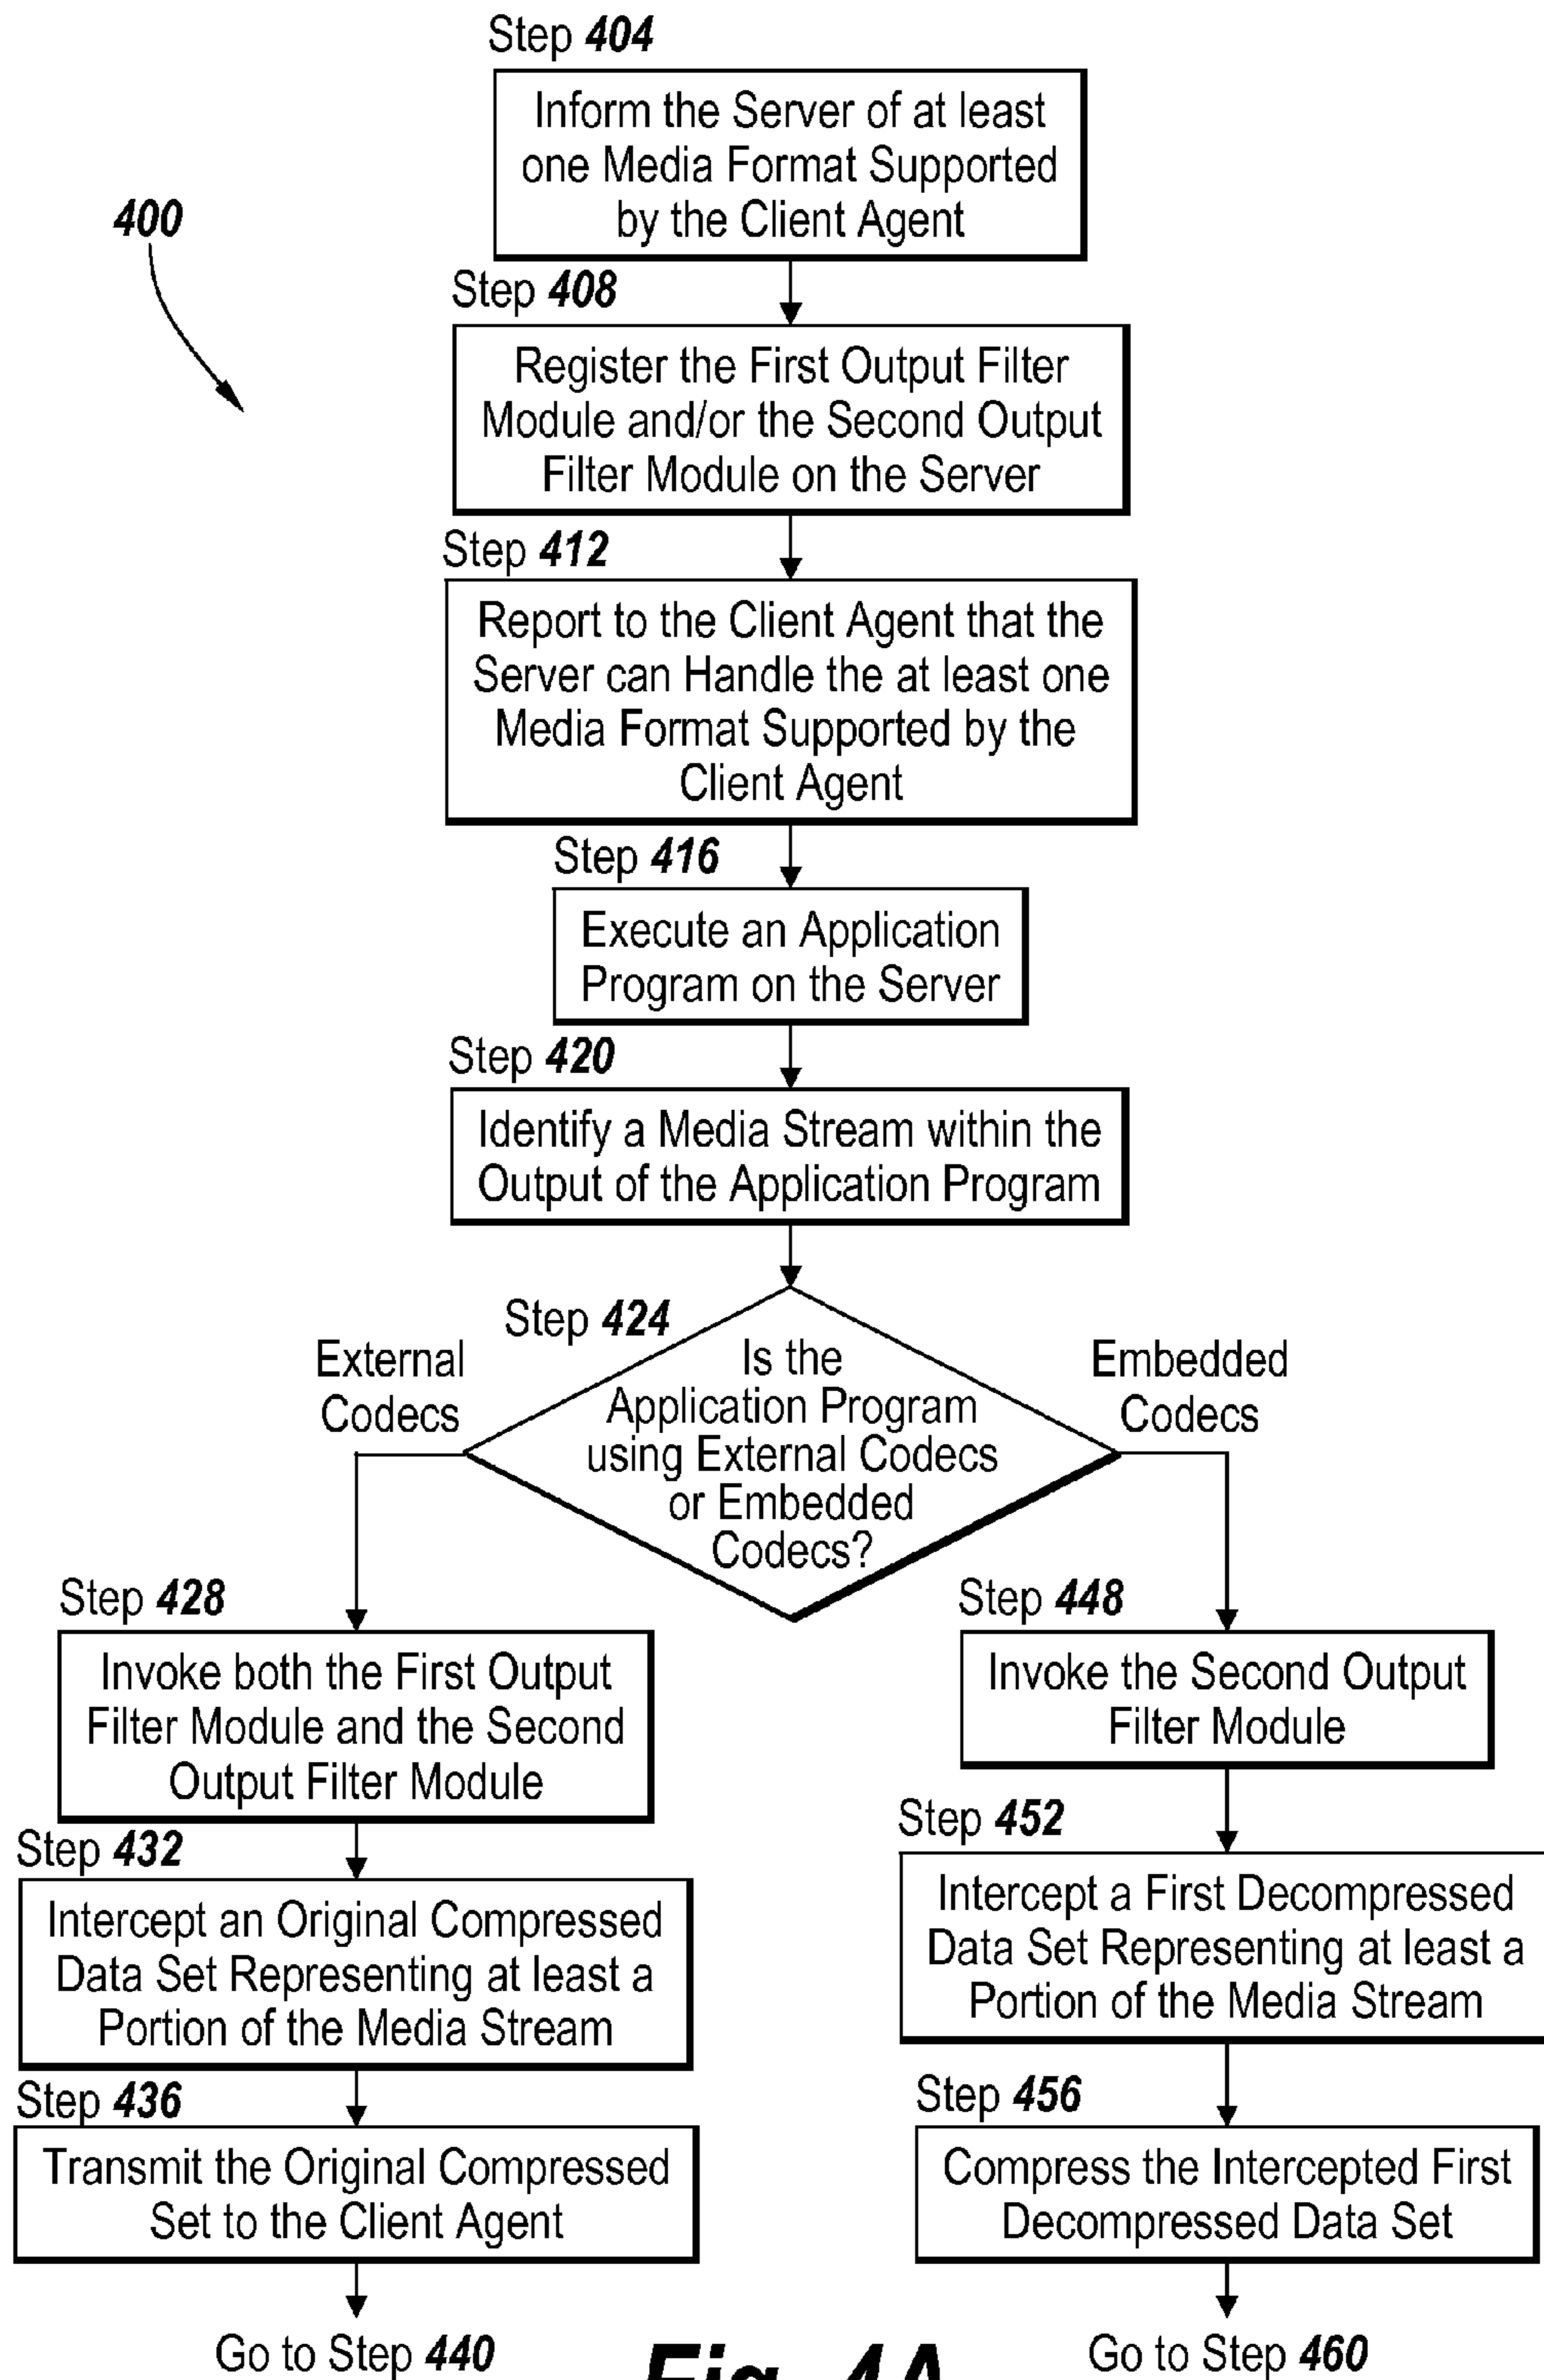 Step 404
Inform the Server of at least
one Media Format Supported
by the Client Agent
400
Step 408
Register the First Output Filter
Module and/or the Second Output
Filter Module on the Server
Step 412
Report to the Client Agent that the
Server can Handle the at least one
Media Format Supported by the
Client Agent
Step 416
Execute an Application
Program on the Server
Step 420
Identify a Media Stream within the
Output of the Application Program
Step 424
Is the
Application Program
using External Codecs
or Embedded
Codecs?
External
Codecs
Embedded
Codecs
Step 428
Invoke both the First Output
Filter Module and the Second
Output Filter Module
Step 432
Intercept an Original Compressed
Data Set Representing at least a
Portion of the Media Stream
Step 436
Transmit the Original Compressed
Set to the Client Agent
Go to Step 440
Step 448
Invoke the Second Output
Filter Module
Step 452
Intercept a First Decompressed
Data Set Representing at least a
Portion of the Media Stream
Step 456
Compress the Intercepted First
Decompressed Data Set
Go to Step 460
Fig. 4A